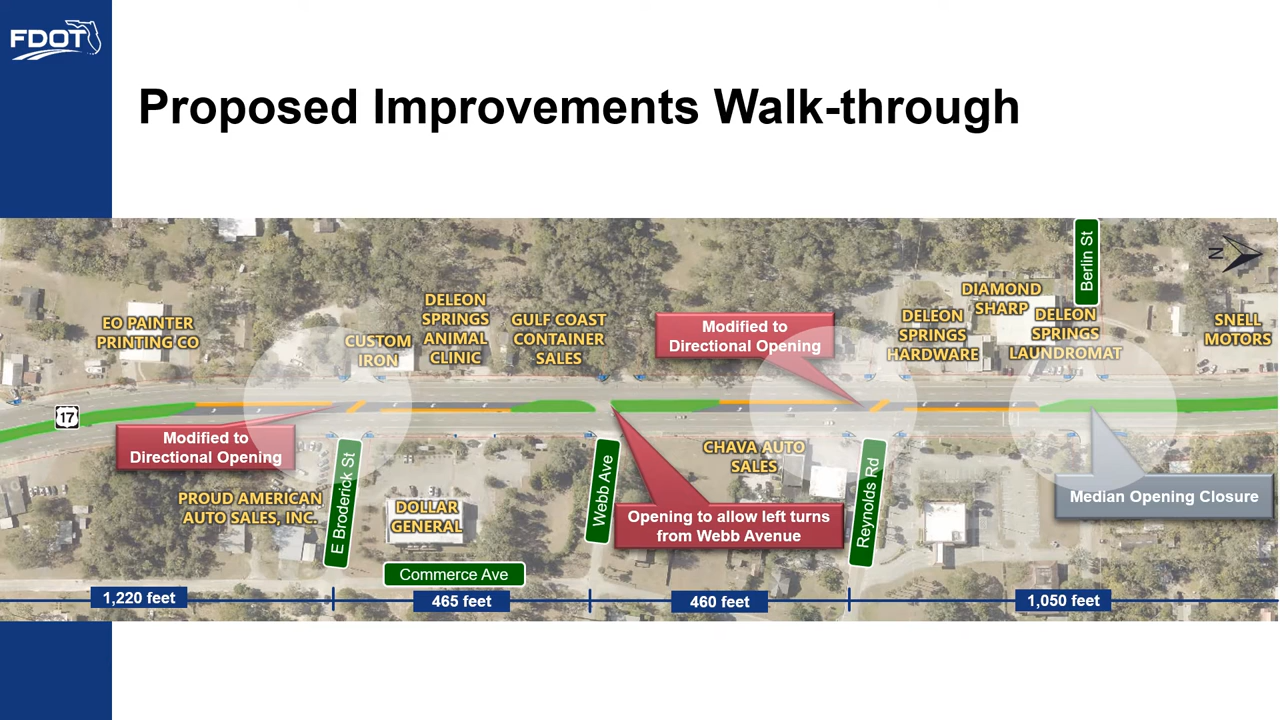 FDOT
Proposed Improvements Walk-through
Berlin St
N
DIAMOND
SHARP
DELEON
SPRINGS
ANIMAL
CLINIC
EO PAINTER
PRINTING CO
CUSTOM
IRON
GULF COAST
CONTAINER
SALES
Modified to
Directional Opening
DELEON
SPRINGS
HARDWARE
DELEON
SPRINGS
LAUNDROMAT
SNELL
MOTORS
17
Modified to
Directional Opening
CHAVA AUTO
SALES
PROUD AMERICAN
AUTO SALES, INC.
E Broderick St
DOLLAR
GENERAL
Webb Ave
Opening to allow left turns
from Webb Avenue
Reynolds Rd
Median Opening Closure
Commerce Ave
1,220 feet
465 feet
460 feet
1,050 feet